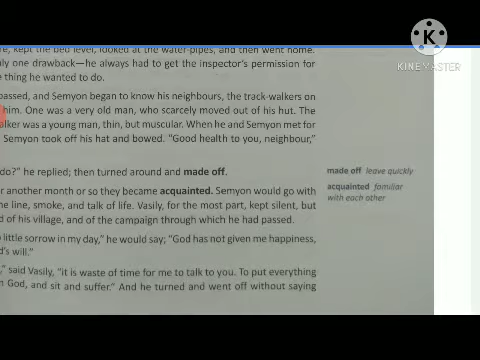 kept the bed level, looked at the water-pipes, and then went home.
only one drawback—he always had to get the inspector's permission for
thing he wanted to do.
passed, and Semyon began to know his neighbours, the track-walkers on
him. One was a very old man, who scarcely moved out of his hut. The
was a young man, thin, but muscular. When he and Semyon met for
Semyon took off his hat and bowed. "Good health to you, neighbour,"
do?" he replied; then turned around and made off.
another month or so they became acquainted. Semyon would go with
line, smoke, and talk of life. Vasily, for the most part, kept silent, but
of his village, and of the campaign through which he had passed.
little sorrow in my day," he would say; "God has not given me happiness,
will."
said Vasily, "it is waste of time for me to talk to you. To put everything
God, and sit and suffer." And he turned and went off without saying
made off leave quickly
acquainted familiar
with each other
K
KINEMASTER